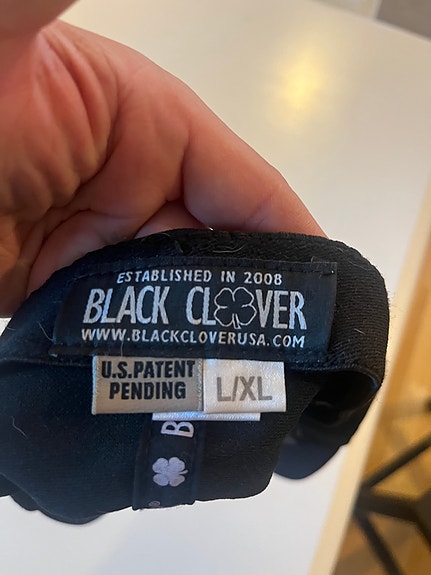 ESTABLISHED IN 2008
BLACK CLOVER
WWW.BLACKCLOVERUSA.COM
U.S. PATENT
PENDING
L/XL
B